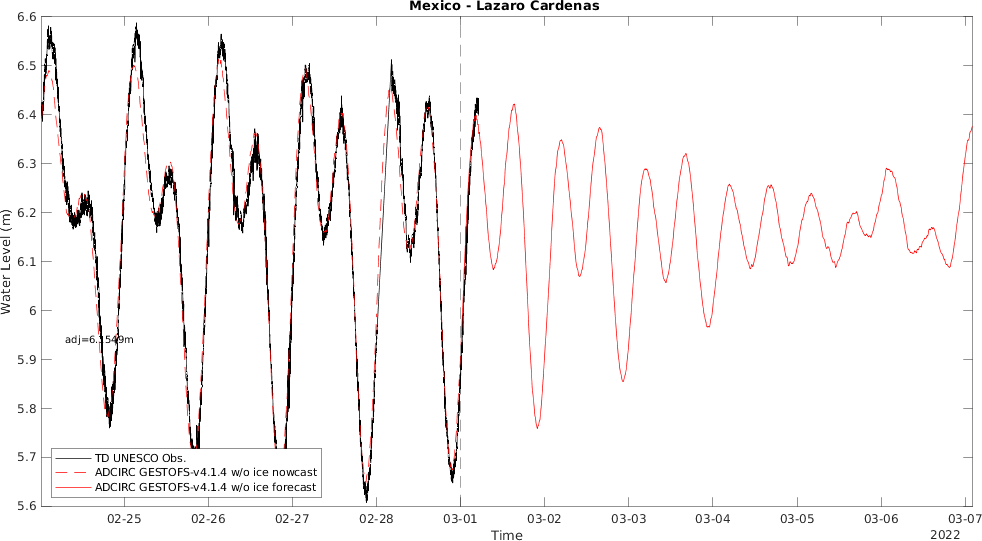 Mexico - Lazaro Cardenas
6.6
6.5
6.4
6.3
6.2
6.1
6
5.9
5.8
5.7
5.6
Water Level (m)
adj=6.1549m
TD UNESCO Obs.
ADCIRC GESTOFS-v4.1.4 w/o ice nowcast
ADCIRC GESTOFS-v4.1.4 w/o ice forecast
02-25 02-26 02-27 02-28 03-01 03-02 03-03 03-04 03-05 03-06 03-07
Time
2022